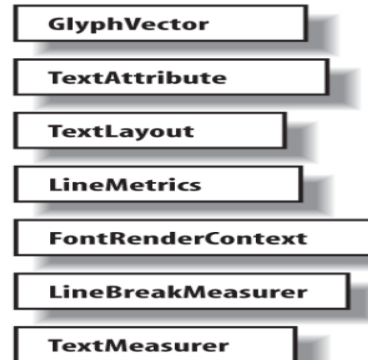 GlyphVector
TextAttribute
TextLayout
LineMetrics
FontRenderContext
LineBreakMeasurer
TextMeasurer